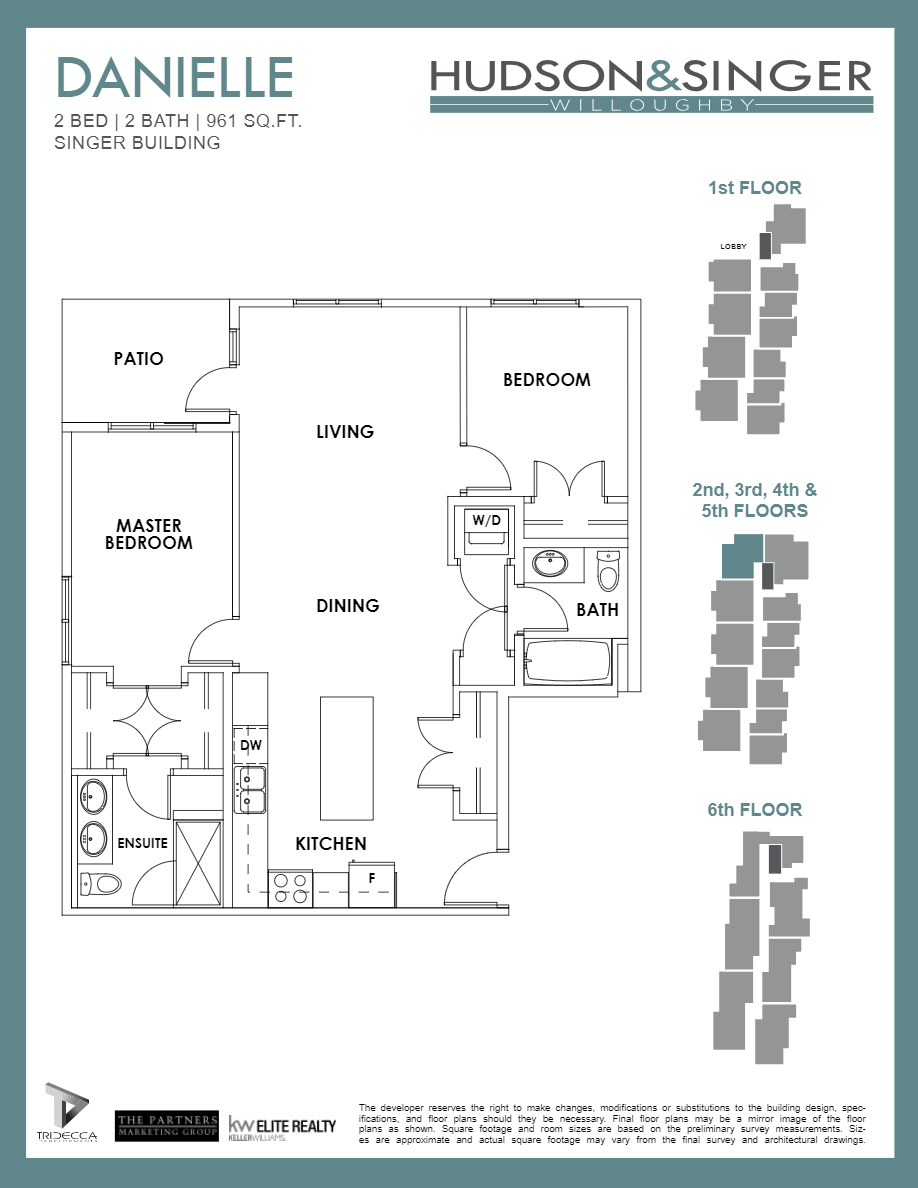 DANIELLE
2 BED | 2 BATH | 961 SQ.FT.
SINGER BUILDING
HUDSON&SINGER
WILLOUGHBY
1st FLOOR
LOBBY
2nd, 3rd, 4th &
5th FLOORS
6th FLOOR
PATIO
BEDROOM
LIVING
MASTER
BEDROOM
W/D
DINING
BATH
DW
KITCHEN
ENSUITE
F
TRIDECCA
THE PARTNERS
MARKETING GROUP
kw ELITE REALTY
KELLERWILLIAMS.
The developer reserves the right to make changes, modifications or substitutions to the building design, spec-
ifications, and floor plans should they be necessary. Final floor plans may be a mirror image of the floor
plans as shown. Square footage and room sizes are based on the preliminary survey measurements. Siz-
es are approximate and actual square footage may vary from the final survey and architectural drawings.